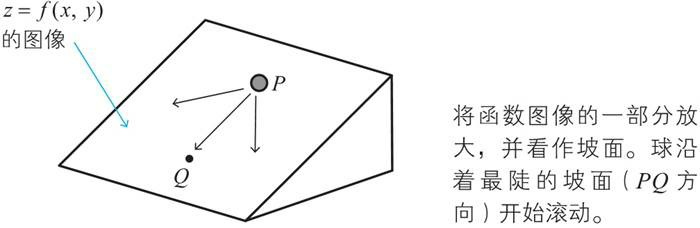 z = f(x, y)
的图像
P
Q
将函数图像的一部分放
大，并看作坡面。球沿
着最陡的坡面（PQ 方
向）开始滚动。